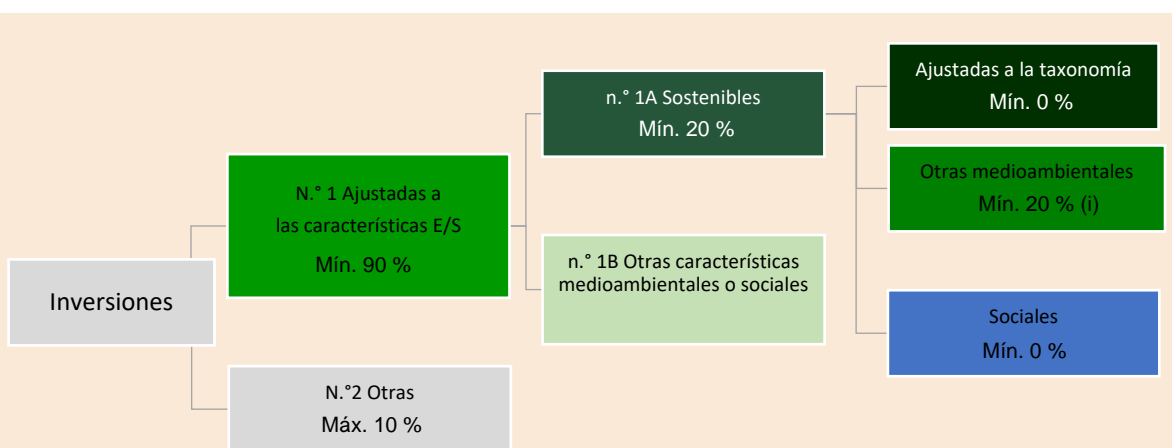 Inversiones
N.° 1 Ajustadas a
las características E/S
Mín. 90 %
N.°2 Otras
Máx. 10 %
n.° 1A Sostenibles
Mín. 20 %
n.° 1B Otras características
medioambientales o sociales
Ajustadas a la taxonomía
Mín. 0 %
Otras medioambientales
Mín. 20 % (i)
Sociales
Mín. 0 %